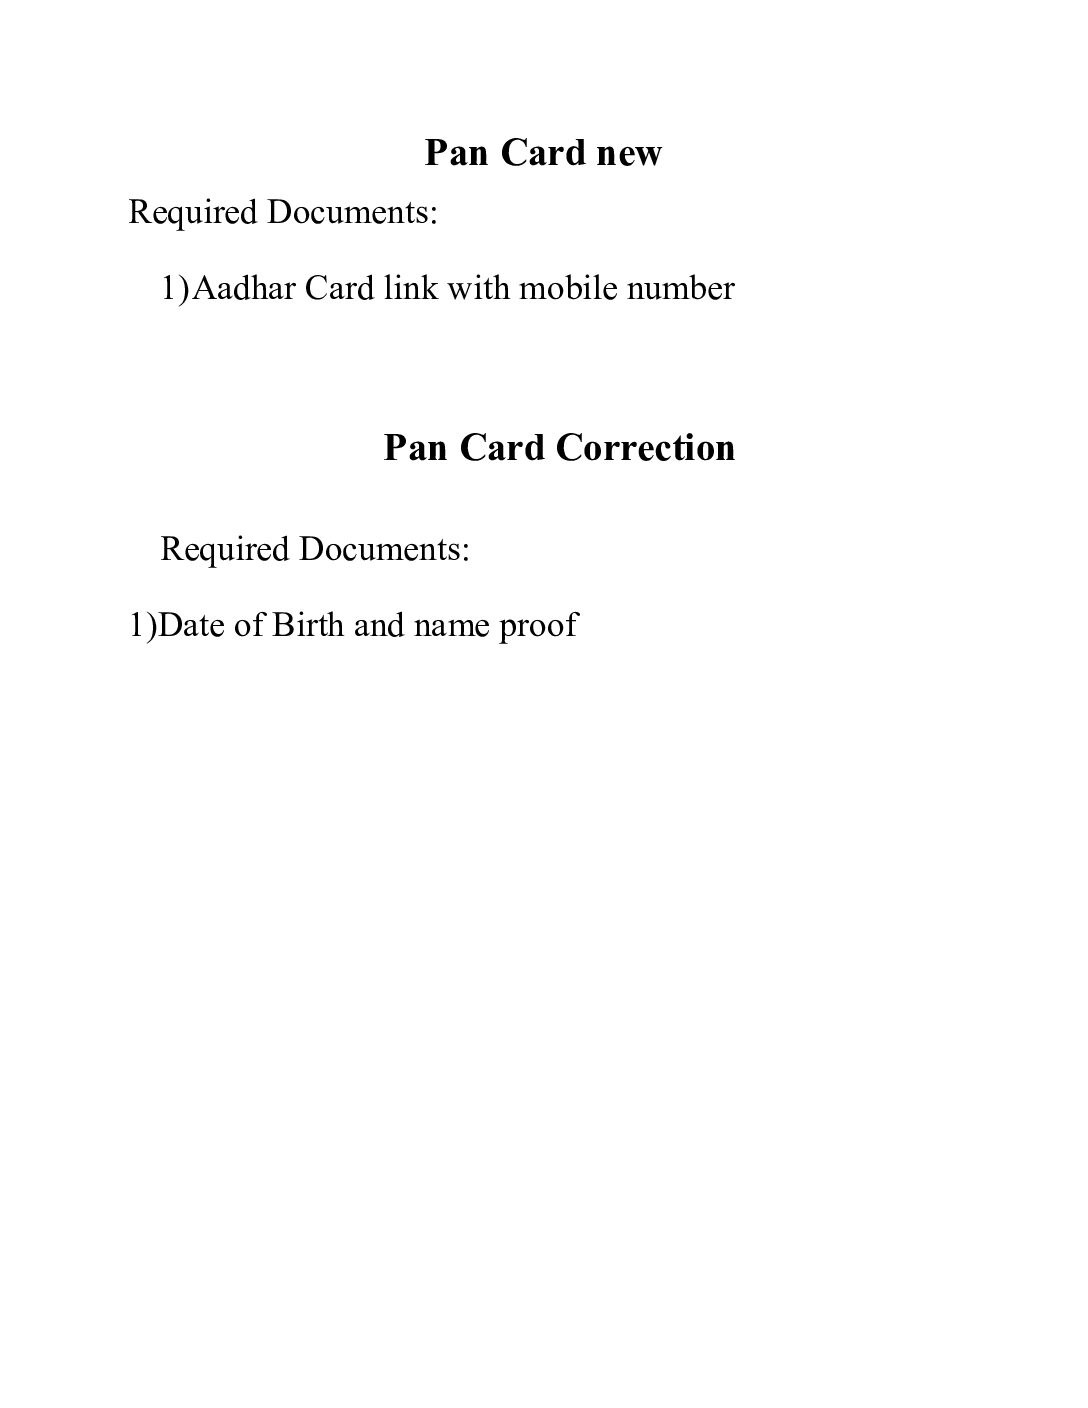 Pan Card new
Required Documents:
1)Aadhar Card link with mobile number
Pan Card Correction
Required Documents:
1)Date of Birth and name proof